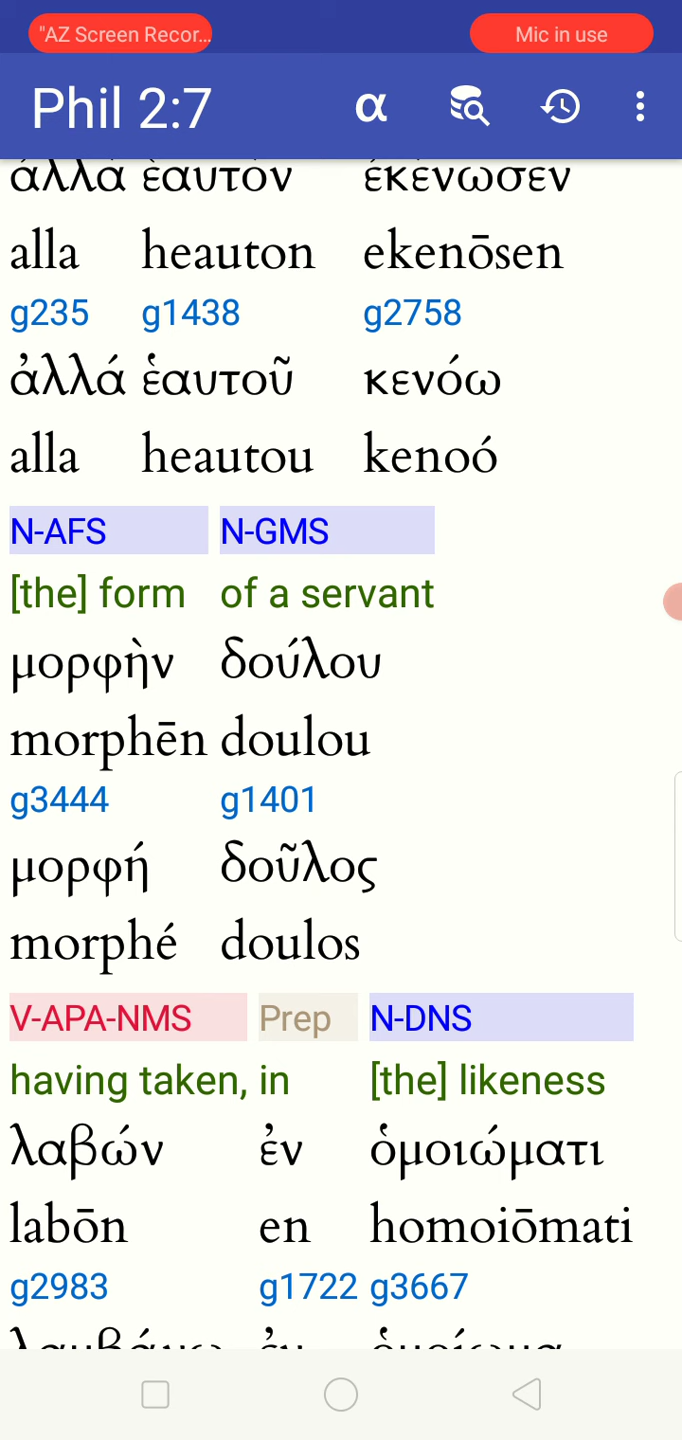 "AZ Screen Recor... Mic in use
Phil 2:7 α
ἀλλὰ ἑαυτὸν ἐκένωσεν
alla heauton ekenōsen
g235 g1438 g2758
ἀλλά ἑαυτοῦ κενόω
alla heautou kenoó
N-AFS N-GMS
[the] form of a servant
μορφὴν δούλου
morphēn doulou
g3444 g1401
μορφή δοῦλος
morphé doulos
V-APA-NMS Prep N-DNS
having taken, in [the] likeness
λαβών ἐν ὁμοιώματι
labōn en homoiōmati
g2983 g1722 g3667
λαμβάνω ἐν ὁμοίωμα